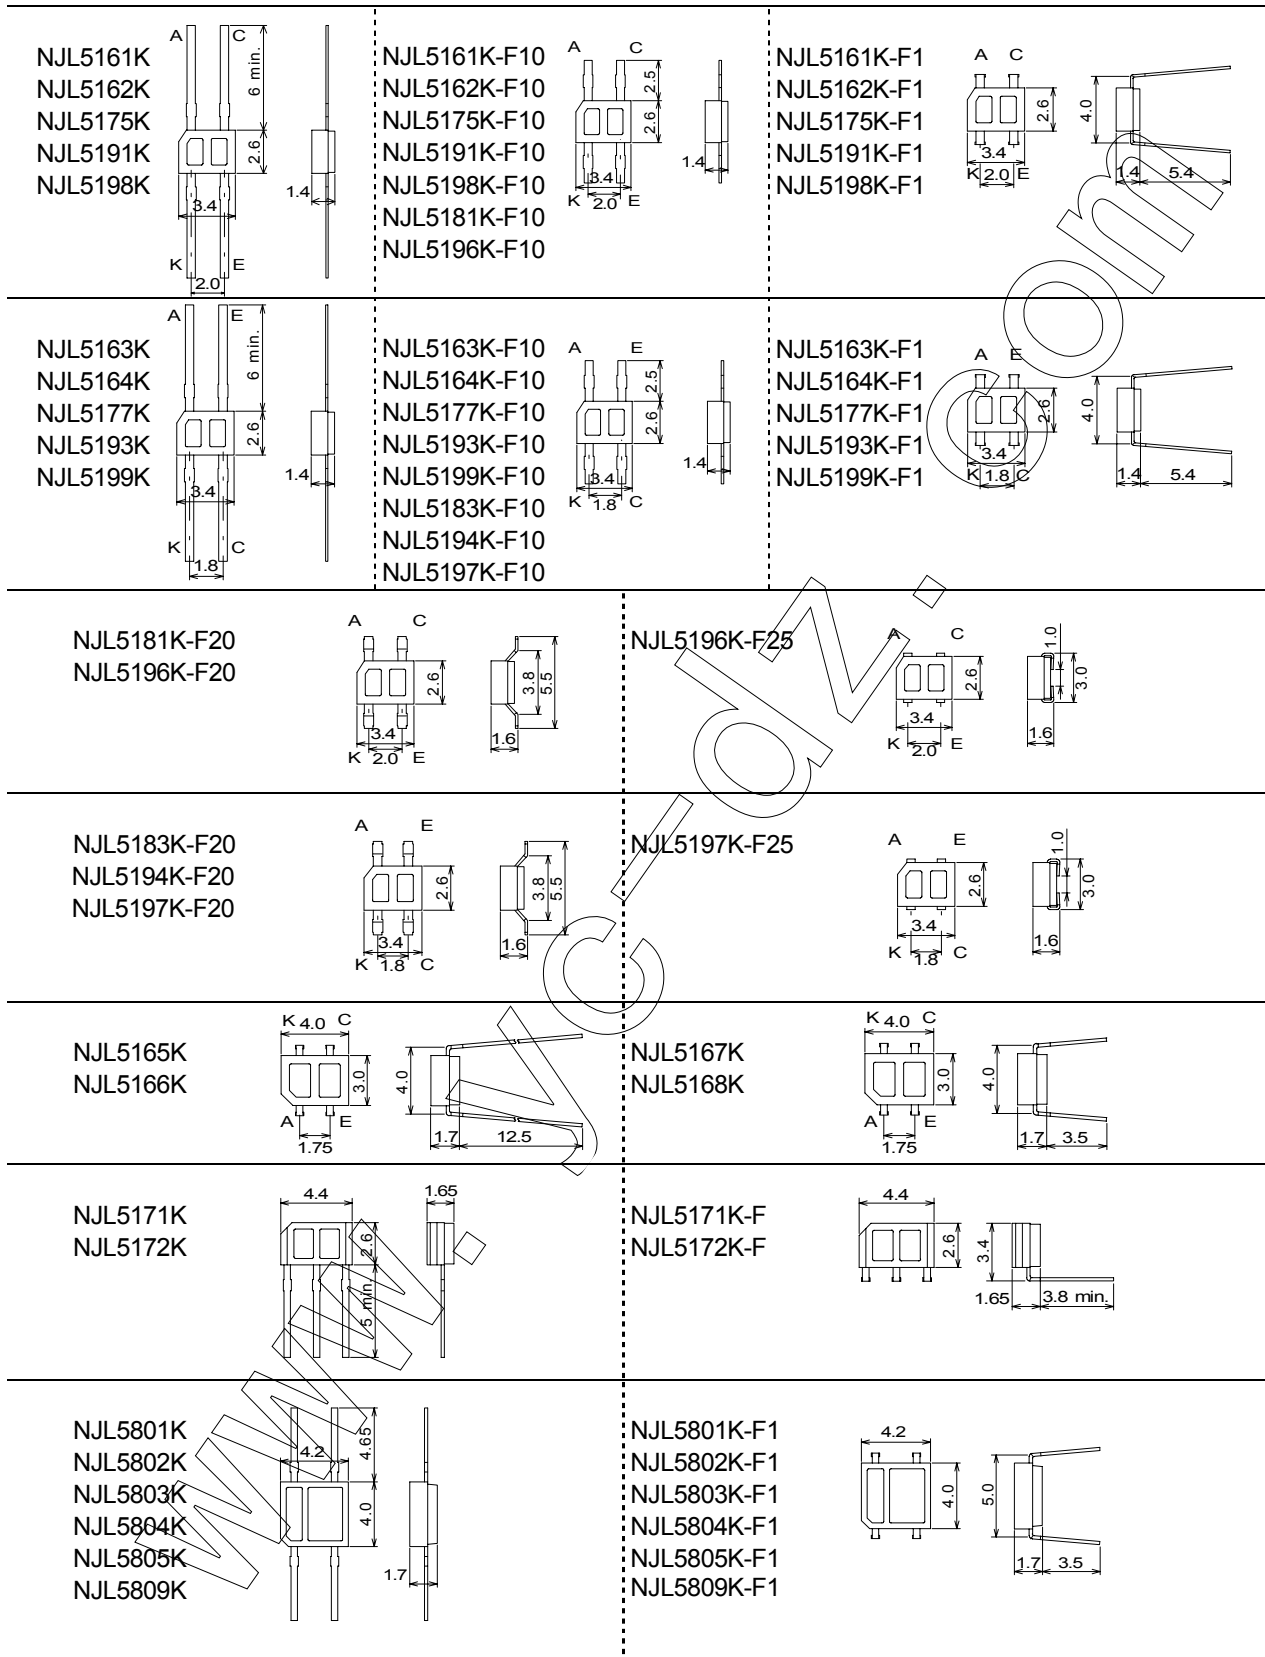 NJL5161K
NJL5162K
NJL5175K
NJL5191K
NJL5198K
A C
6 min.
2.6
1.4
3.4
K E
2.0
NJL5161K-F10
NJL5162K-F10
NJL5175K-F10
NJL5191K-F10
NJL5198K-F10
NJL5181K-F10
NJL5196K-F10
A C
2.5
2.6
1.4
3.4
K 2.0 E
NJL5161K-F1
NJL5162K-F1
NJL5175K-F1
NJL5191K-F1
NJL5198K-F1
A C
2.6
4.0
3.4
K 2.0 E
1.4 5.4
NJL5163K
NJL5164K
NJL5177K
NJL5193K
NJL5199K
A E
6 min.
2.6
1.4
3.4
K C
1.8
NJL5163K-F10
NJL5164K-F10
NJL5177K-F10
NJL5193K-F10
NJL5199K-F10
NJL5183K-F10
NJL5194K-F10
NJL5197K-F10
A E
2.5
2.6
1.4
3.4
K 1.8 C
NJL5163K-F1
NJL5164K-F1
NJL5177K-F1
NJL5193K-F1
NJL5199K-F1
A E
2.6
4.0
3.4
K 1.8 C
1.4 5.4
NJL5181K-F20
NJL5196K-F20
A C
2.6
3.8
5.5
3.4
1.6
K 2.0 E
NJL5196K-F25
A C
1.0
2.6
3.0
3.4
1.6
K 2.0 E
NJL5183K-F20
NJL5194K-F20
NJL5197K-F20
A E
2.6
3.8
5.5
3.4
1.6
K 1.8 C
NJL5197K-F25
A E
1.0
2.6
3.0
3.4
1.6
K 1.8 C
NJL5165K
NJL5166K
K 4.0 C
3.0
4.0
A E
1.75
1.7 12.5
NJL5167K
NJL5168K
K 4.0 C
3.0
4.0
A E
1.75
1.7 3.5
NJL5171K
NJL5172K
4.4
1.65
2.6
5 min.
NJL5171K-F
NJL5172K-F
4.4
2.6
3.4
1.65 3.8 min.
NJL5801K
NJL5802K
NJL5803K
NJL5804K
NJL5805K
NJL5809K
4.2
4.65
4.0
1.7
NJL5801K-F1
NJL5802K-F1
NJL5803K-F1
NJL5804K-F1
NJL5805K-F1
NJL5809K-F1
4.2
4.0
5.0
1.7 3.5
www.yc-dz.com